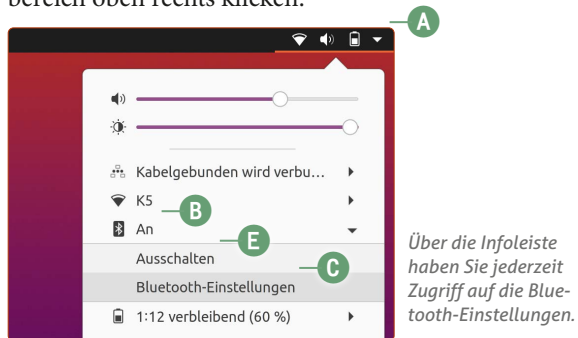 bereich oben rechts klicken.
A
Kabelgebunden wird verbu…
K5
B
An
E
Ausschalten
C
Bluetooth-Einstellungen
1:12 verbleibend (60 %)
Über die Infoleiste
haben Sie jederzeit
Zugriff auf die Blue-
tooth-Einstellungen.